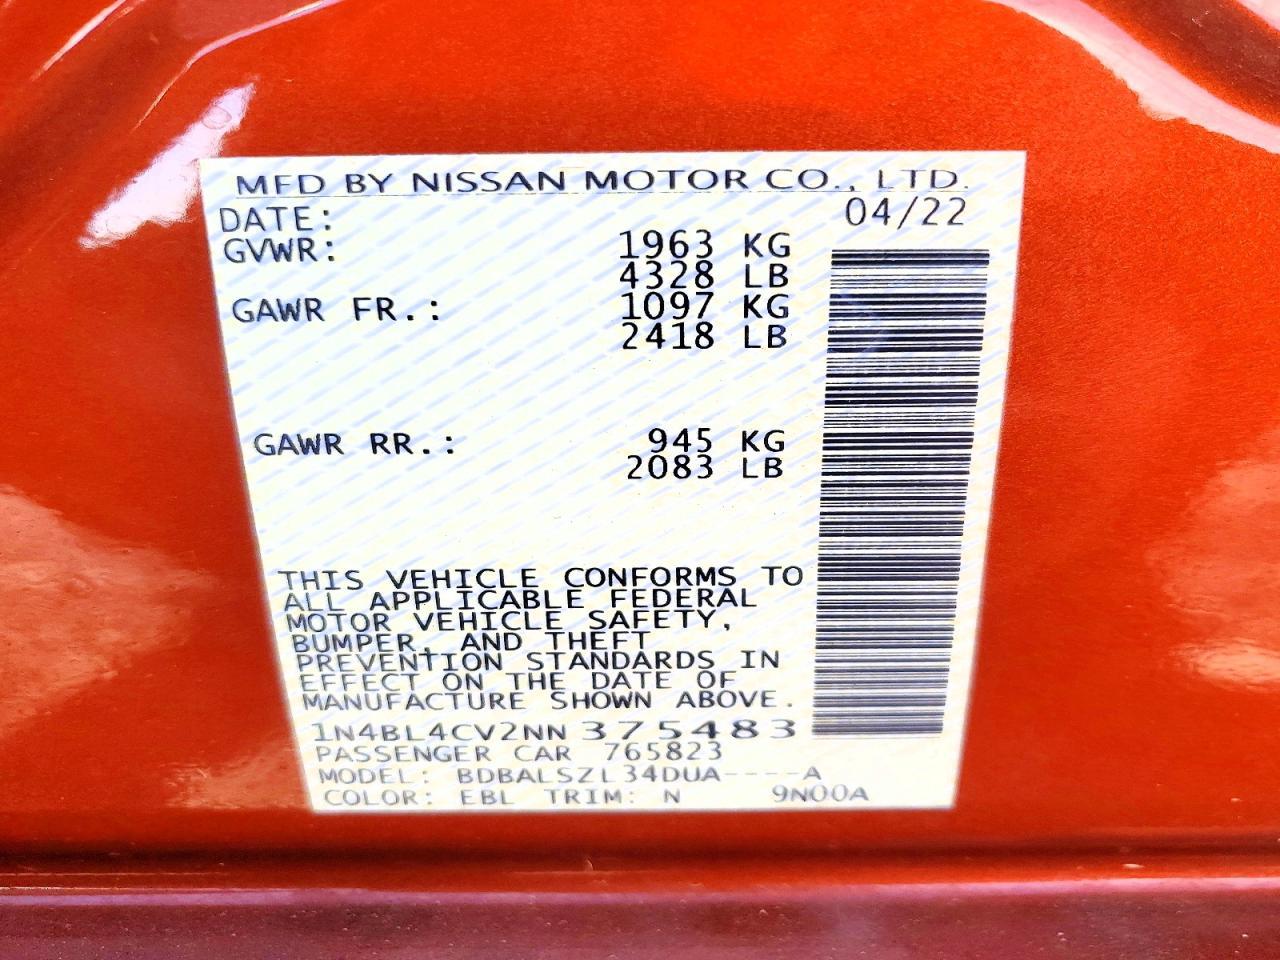 MFD BY NISSAN MOTOR CO., LTD.
DATE: 04/22
GVWR: 1963 KG
4328 LB
GAWR FR.: 1097 KG
2418 LB
GAWR RR.: 945 KG
2083 LB
THIS VEHICLE CONFORMS TO
ALL APPLICABLE FEDERAL
MOTOR VEHICLE SAFETY,
BUMPER, AND THEFT
PREVENTION STANDARDS IN
EFFECT ON THE DATE OF
MANUFACTURE SHOWN ABOVE.
1N4BL4CV2NN375483
PASSENGER CAR 765823
MODEL: BDBALSZL34DUA----A
COLOR: EBL TRIM: N 9N00A